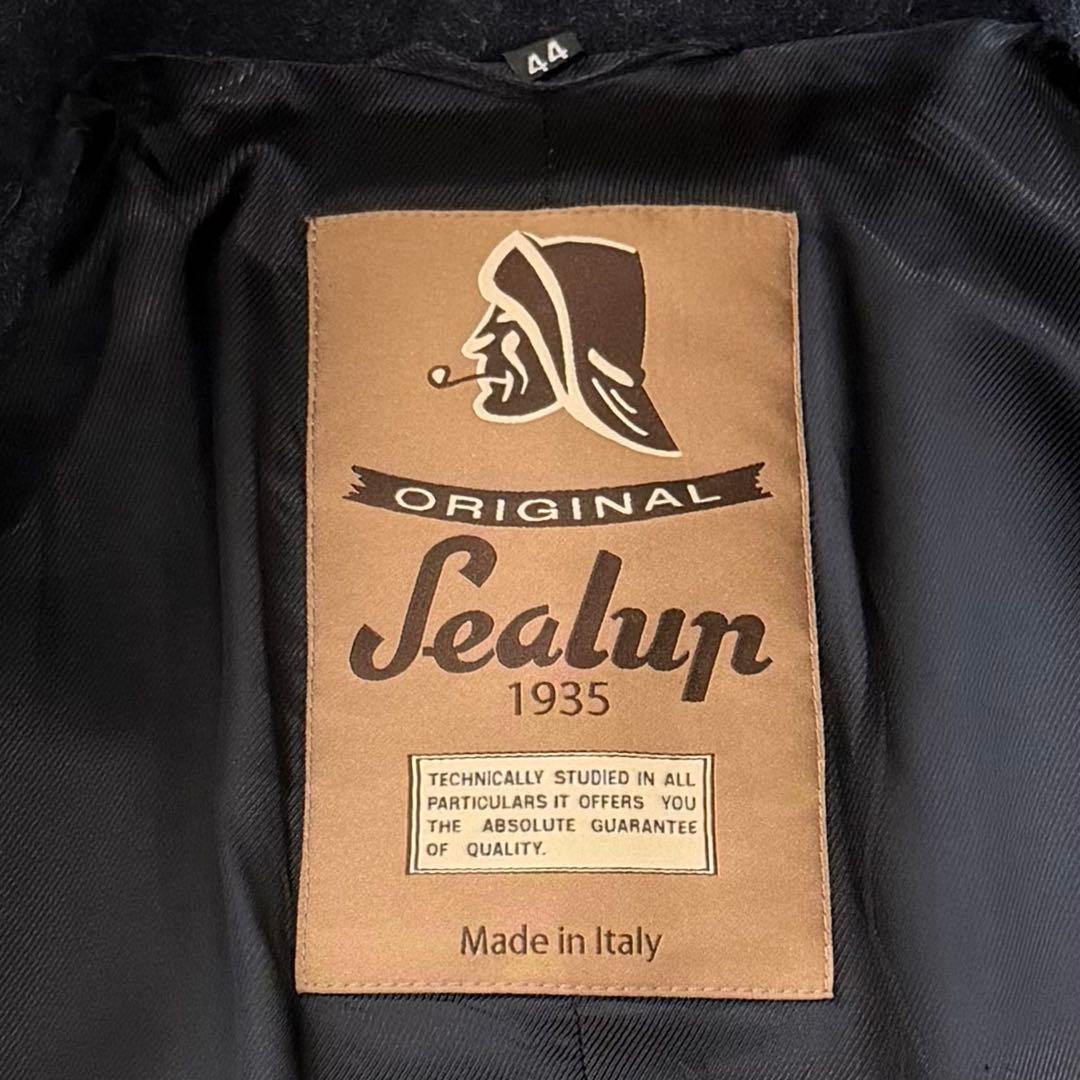 44
ORIGINAL
Sealup
1935
TECHNICALLY STUDIED IN ALL
PARTICULARS IT OFFERS YOU
THE ABSOLUTE GUARANTEE
OF QUALITY.
Made in Italy